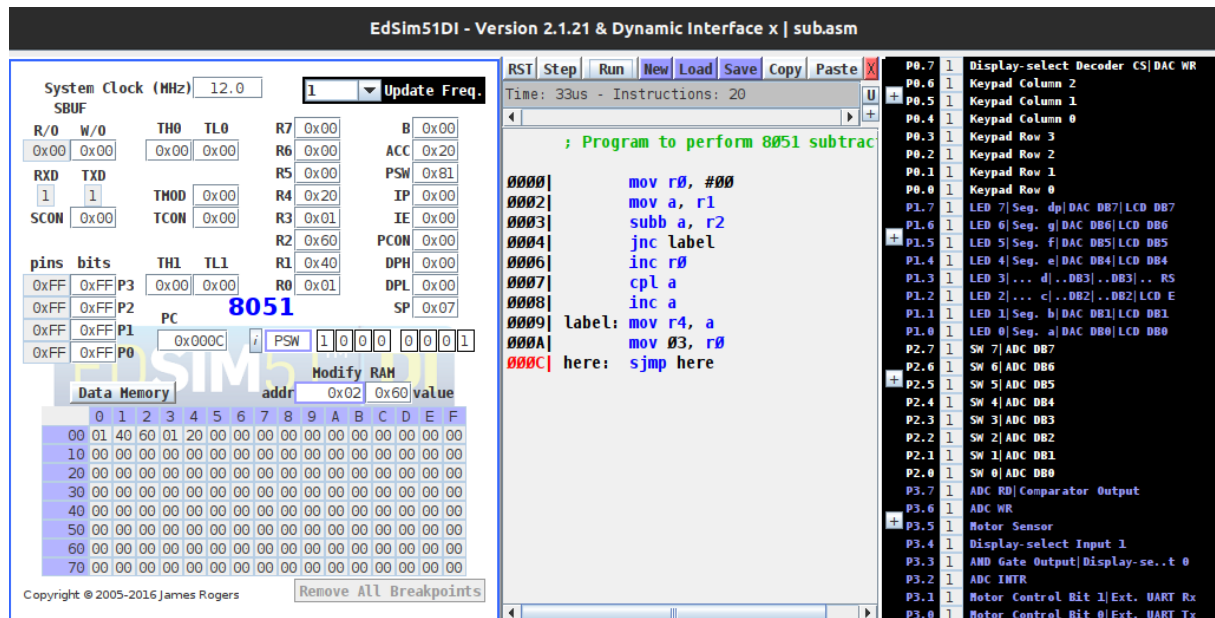 EdSim51DI - Version 2.1.21 & Dynamic Interface x | sub.asm
System Clock (MHz) 12.0 1 Update Freq.
SBUF
R/O W/O TH0 TL0 R7 0x00 B 0x00
0x00 0x00 0x00 0x00 R6 0x00 ACC 0x20
RXD TXD R5 0x00 PSW 0x81
1 1 TMOD 0x00 R4 0x20 IP 0x00
SCON 0x00 TCON 0x00 R3 0x01 IE 0x00
R2 0x60 PCON 0x00
pins bits TH1 TL1 R1 0x40 DPH 0x00
0xFF 0xFF P3 0x00 0x00 R0 0x01 DPL 0x00
0xFF 0xFF P2 8051 SP 0x07
0xFF 0xFF P1 PC
0xFF 0xFF P0 0x000C i PSW 1 0 0 0 0 0 0 1
EdSIM51DI
Modify RAM
Data Memory addr 0x02 0x60 value
0 1 2 3 4 5 6 7 8 9 A B C D E F
00 01 40 60 01 20 00 00 00 00 00 00 00 00 00 00 00
10 00 00 00 00 00 00 00 00 00 00 00 00 00 00 00 00
20 00 00 00 00 00 00 00 00 00 00 00 00 00 00 00 00
30 00 00 00 00 00 00 00 00 00 00 00 00 00 00 00 00
40 00 00 00 00 00 00 00 00 00 00 00 00 00 00 00 00
50 00 00 00 00 00 00 00 00 00 00 00 00 00 00 00 00
60 00 00 00 00 00 00 00 00 00 00 00 00 00 00 00 00
70 00 00 00 00 00 00 00 00 00 00 00 00 00 00 00 00
Copyright © 2005-2016 James Rogers Remove All Breakpoints
RST Step Run New Load Save Copy Paste X
Time: 33us - Instructions: 20 U
+
; Program to perform 8051 subtrac
0000| mov r0, #00
0002| mov a, r1
0003| subb a, r2
0004| jnc label
0006| inc r0
0007| cpl a
0008| inc a
0009| label: mov r4, a
000A| mov 03, r0
000C| here: sjmp here
P0.7 1 Display-select Decoder CS|DAC WR
P0.6 1 Keypad Column 2
+ P0.5 1 Keypad Column 1
P0.4 1 Keypad Column 0
P0.3 1 Keypad Row 3
P0.2 1 Keypad Row 2
P0.1 1 Keypad Row 1
P0.0 1 Keypad Row 0
P1.7 1 LED 7|Seg. dp|DAC DB7|LCD DB7
P1.6 1 LED 6|Seg. g|DAC DB6|LCD DB6
+ P1.5 1 LED 5|Seg. f|DAC DB5|LCD DB5
P1.4 1 LED 4|Seg. e|DAC DB4|LCD DB4
P1.3 1 LED 3|... d|..DB3|..DB3|.. RS
P1.2 1 LED 2|... c|..DB2|..DB2|LCD E
P1.1 1 LED 1|Seg. b|DAC DB1|LCD DB1
P1.0 1 LED 0|Seg. a|DAC DB0|LCD DB0
P2.7 1 SW 7|ADC DB7
P2.6 1 SW 6|ADC DB6
+ P2.5 1 SW 5|ADC DB5
P2.4 1 SW 4|ADC DB4
P2.3 1 SW 3|ADC DB3
P2.2 1 SW 2|ADC DB2
P2.1 1 SW 1|ADC DB1
P2.0 1 SW 0|ADC DB0
P3.7 1 ADC RD|Comparator Output
P3.6 1 ADC WR
+ P3.5 1 Motor Sensor
P3.4 1 Display-select Input 1
P3.3 1 AND Gate Output|Display-se..t 0
P3.2 1 ADC INTR
P3.1 1 Motor Control Bit 1|Ext. UART Rx
P3.0 1 Motor Control Bit 0|Ext. UART Tx